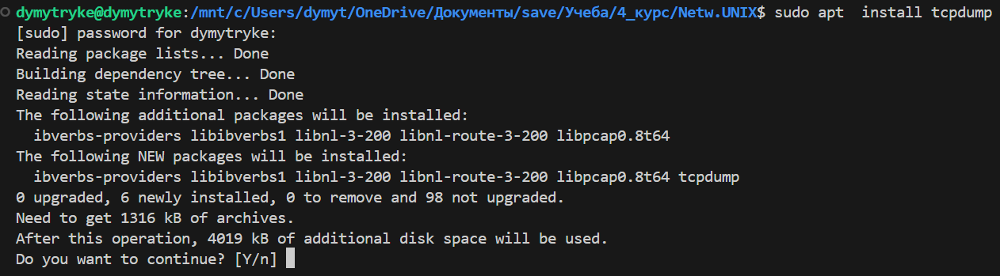 dymytryke@dymytryke:/mnt/c/Users/dymyt/OneDrive/Документы/save/Учеба/4_курс/Netw.UNIX$ sudo apt  install tcpdump
[sudo] password for dymytryke:
Reading package lists... Done
Building dependency tree... Done
Reading state information... Done
The following additional packages will be installed:
  ibverbs-providers libibverbs1 libnl-3-200 libnl-route-3-200 libpcap0.8t64
The following NEW packages will be installed:
  ibverbs-providers libibverbs1 libnl-3-200 libnl-route-3-200 libpcap0.8t64 tcpdump
0 upgraded, 6 newly installed, 0 to remove and 98 not upgraded.
Need to get 1316 kB of archives.
After this operation, 4019 kB of additional disk space will be used.
Do you want to continue? [Y/n]